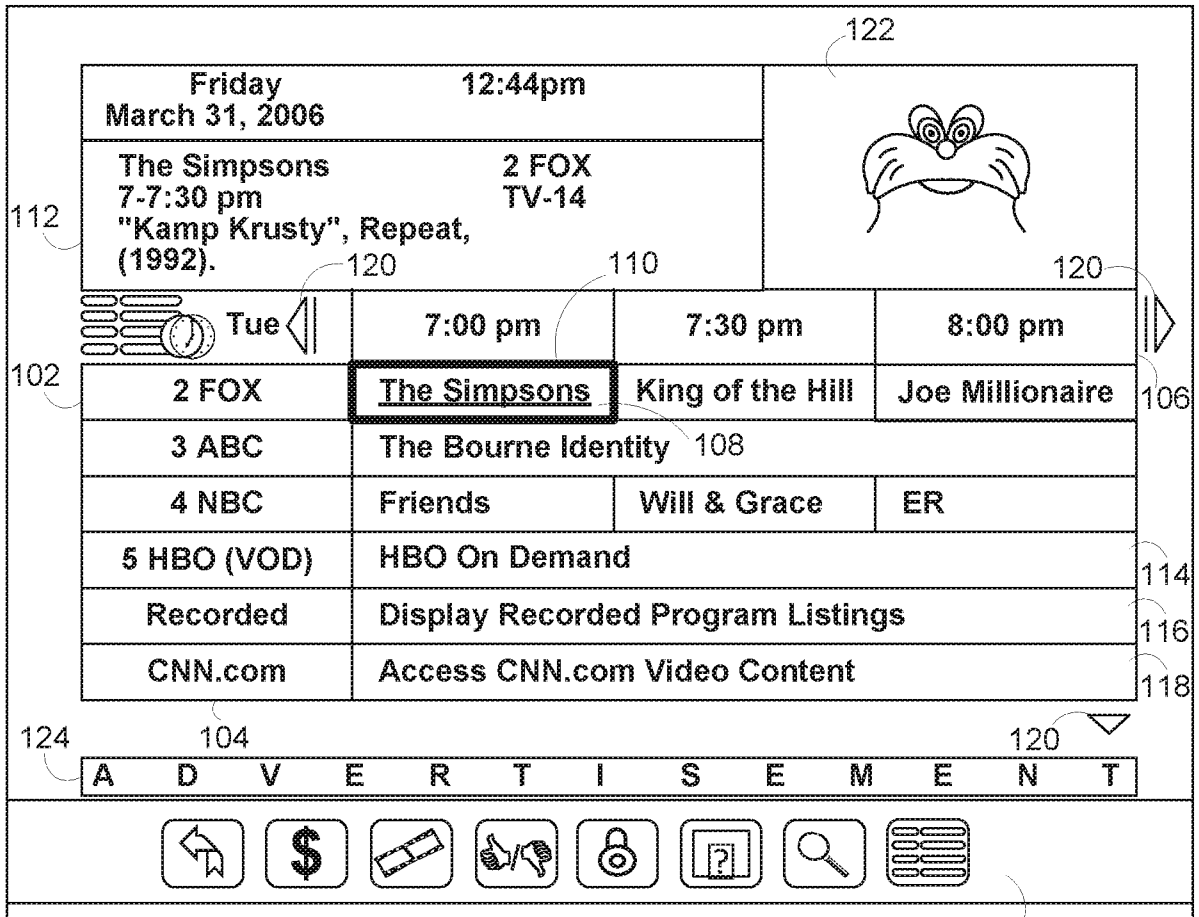 122
Friday 12:44pm
March 31, 2006
The Simpsons 2 FOX
7-7:30 pm TV-14
112
"Kamp Krusty", Repeat,
(1992).
120 110 120
Tue 7:00 pm 7:30 pm 8:00 pm
102
2 FOX The Simpsons King of the Hill Joe Millionaire
106
3 ABC The Bourne Identity 108
4 NBC Friends Will & Grace ER
5 HBO (VOD) HBO On Demand
114
Recorded Display Recorded Program Listings
116
CNN.com Access CNN.com Video Content
118
124 104 120
A D V E R T I S E M E N T
$ / ?